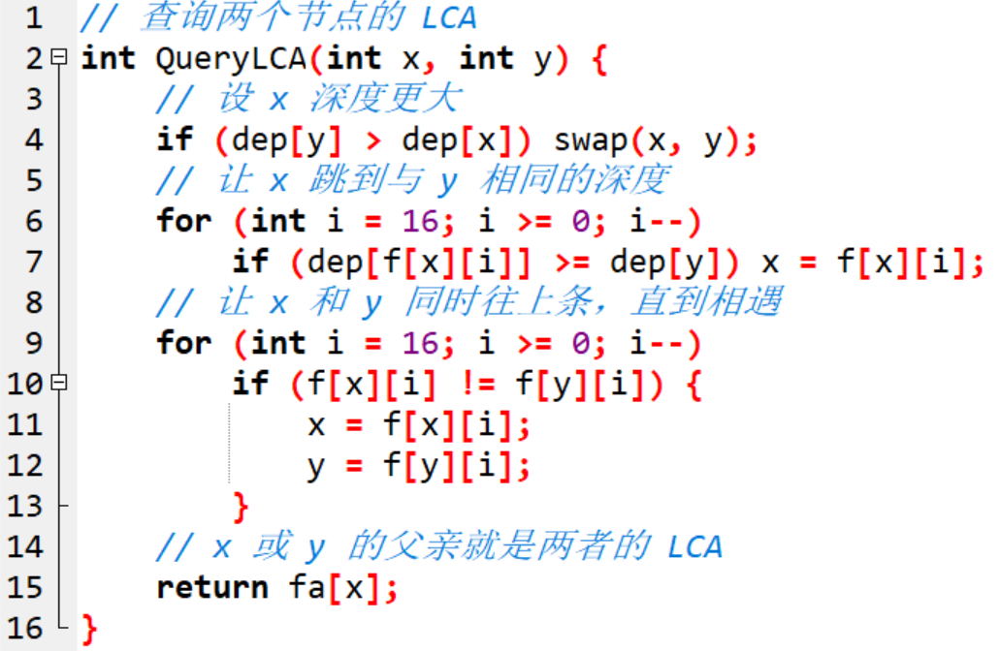 1 // 查询两个节点的 LCA
2 int QueryLCA(int x, int y) {
3 // 设 x 深度更大
4 if (dep[y] > dep[x]) swap(x, y);
5 // 让 x 跳到与 y 相同的深度
6 for (int i = 16; i >= 0; i--)
7 if (dep[f[x][i]] >= dep[y]) x = f[x][i];
8 // 让 x 和 y 同时往上条，直到相遇
9 for (int i = 16; i >= 0; i--)
10 if (f[x][i] != f[y][i]) {
11 x = f[x][i];
12 y = f[y][i];
13 }
14 // x 或 y 的父亲就是两者的 LCA
15 return fa[x];
16 }